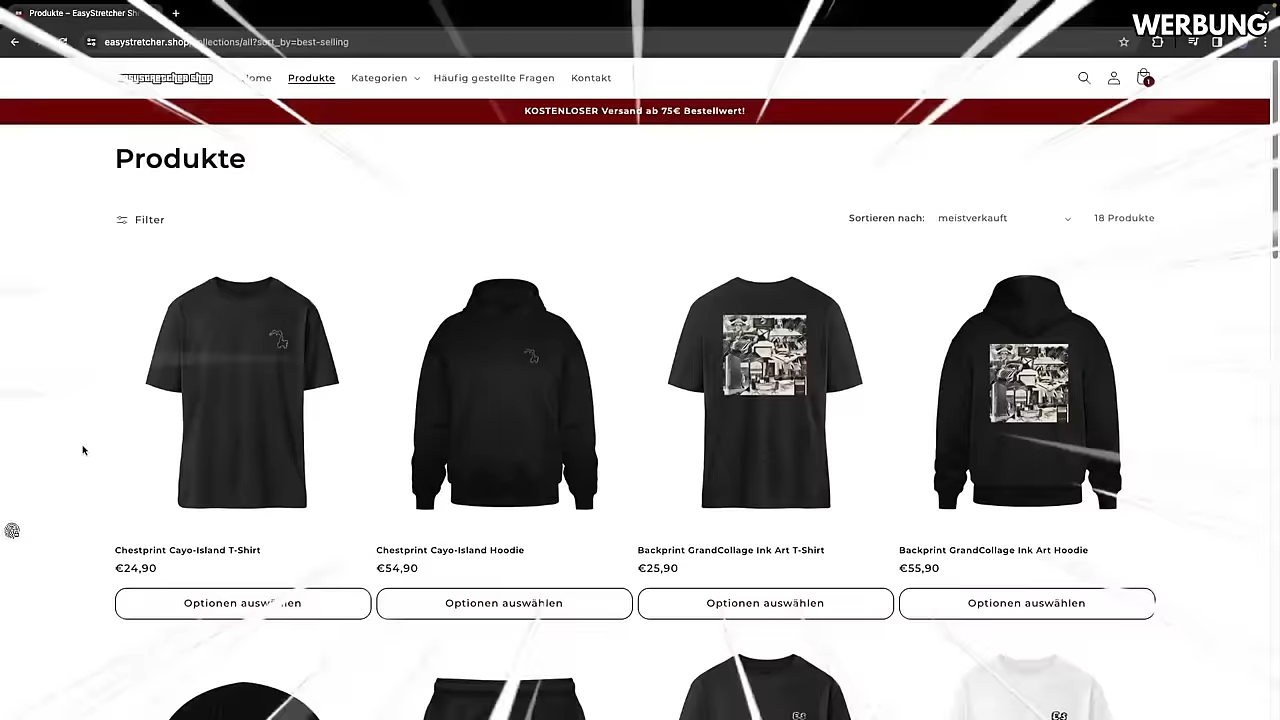 Produkte – EasyStretcher Sh
WERBUNG
easystretcher.shop/collections/all?sort_by=best-selling
EASYSTRETCHER SHOP
Home
Produkte
Kategorien
Häufig gestellte Fragen
Kontakt
1
KOSTENLOSER Versand ab 75€ Bestellwert!
Produkte
Filter
Sortieren nach:
meistverkauft
18 Produkte
Chestprint Cayo-Island T-Shirt
Chestprint Cayo-Island Hoodie
Backprint GrandCollage Ink Art T-Shirt
Backprint GrandCollage Ink Art Hoodie
€24,90
€54,90
€25,90
€55,90
Optionen auswählen
Optionen auswählen
Optionen auswählen
Optionen auswählen